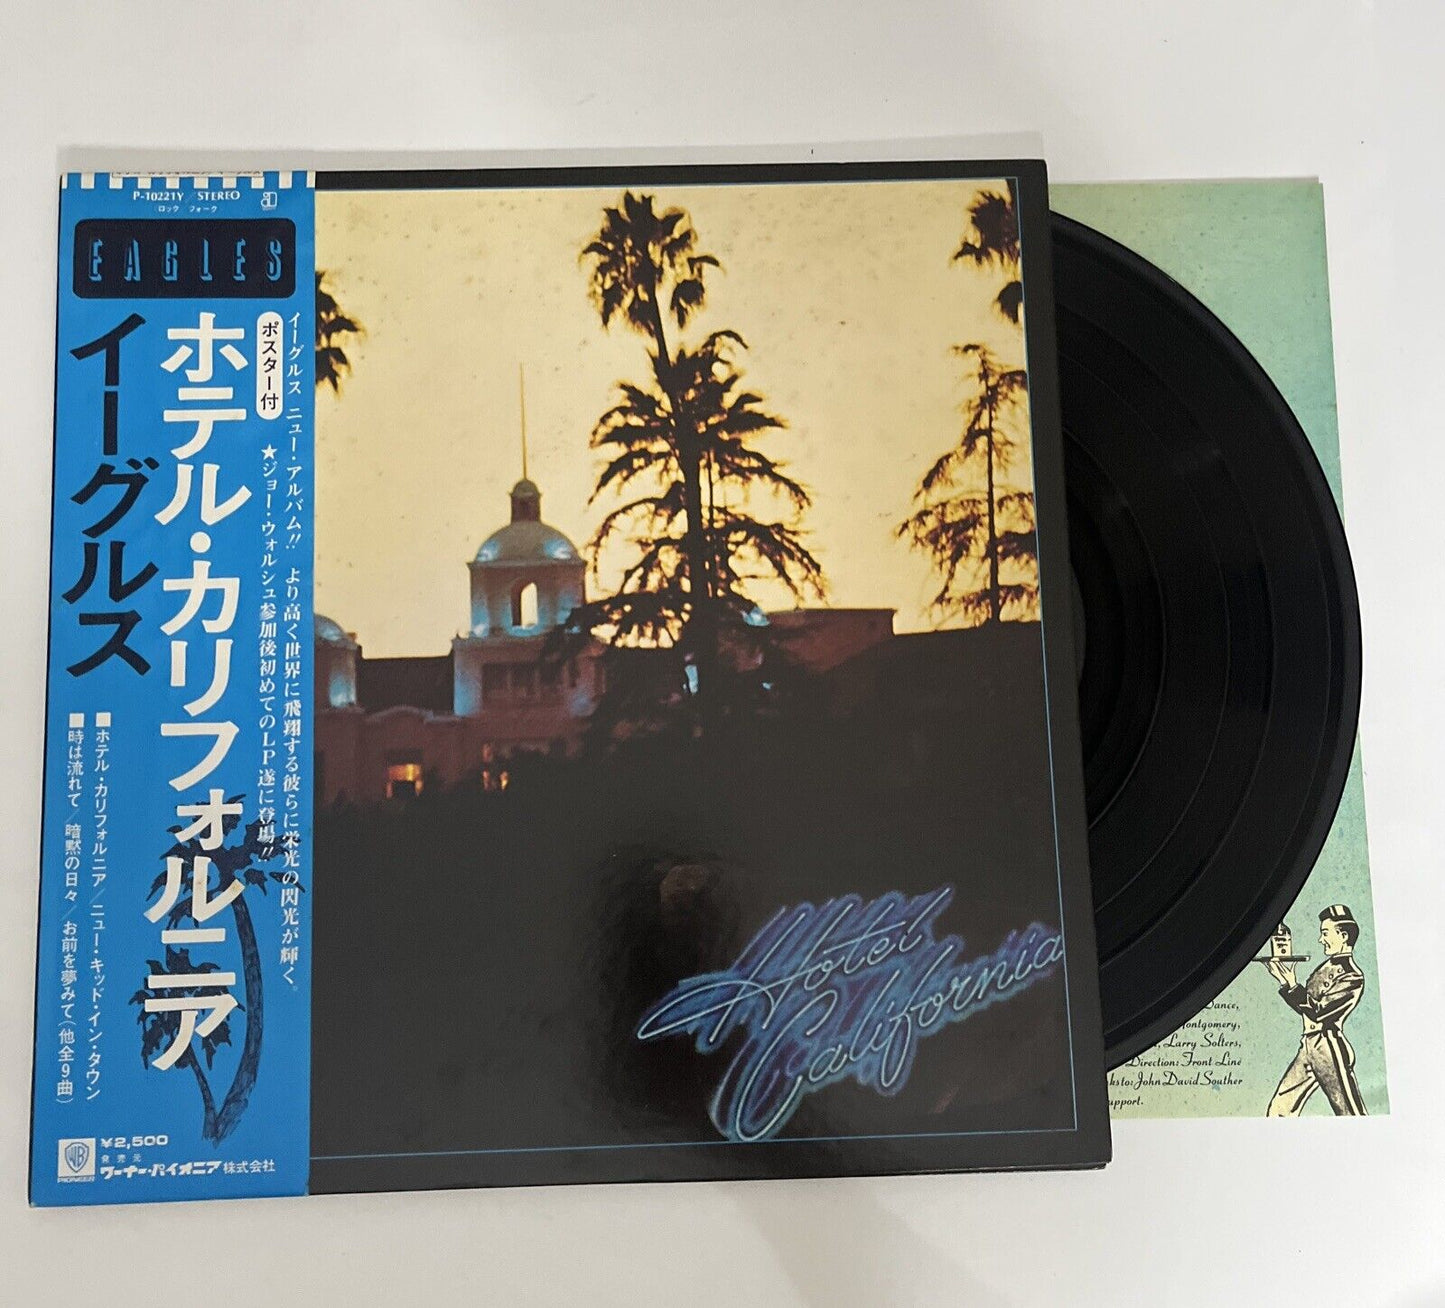 P-10221Y/STEREO
ロック フォーク
EAGLES
ポスター付
イーグルス ニュー・アルバム!! より高く世界に飛翔する彼らに栄光の閃光が輝く。
★ジョー・ウォルシュ参加後初めてのLP遂に登場!!
ホテル・カリフォルニア
イーグルス
■ホテル・カリフォルニア/ニュー・キッド・イン・タウン
■時は流れて/暗黙の日々/お前を夢みて(他全9曲)
¥2,500
発売元
ワーナー・パイオニア株式会社
WB
Hotel
California
Dance,
ontgomery,
Larry Solters,
Direction: Front Line
ks to: John David Souther
upport.